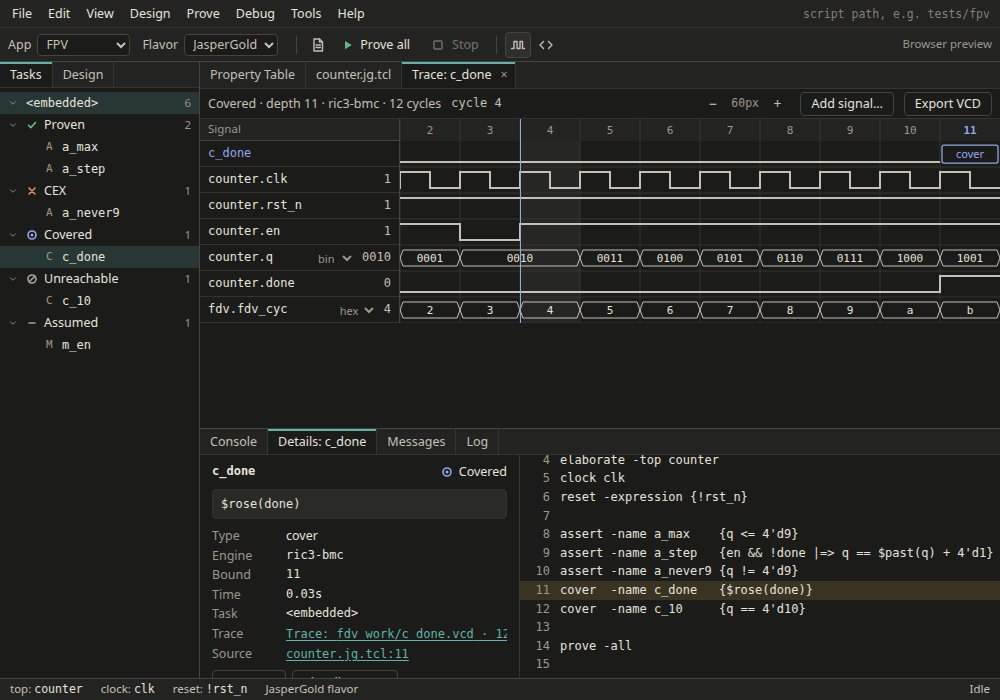 File Edit View Design Prove Debug Tools Help script path, e.g. tests/fpv
App FPV Flavor JasperGold Prove all Stop Browser preview
Tasks Design
<embedded> 6
Proven 2
A a_max
A a_step
CEX 1
A a_never9
Covered 1
C c_done
Unreachable 1
C c_10
Assumed 1
M m_en
Property Table counter.jg.tcl Trace: c_done ×
Covered · depth 11 · ric3-bmc · 12 cycles cycle 4 − 60px + Add signal... Export VCD
Signal 2 3 4 5 6 7 8 9 10 11
c_done cover
counter.clk 1
counter.rst_n 1
counter.en 1
counter.q bin 0010 0001 0010 0011 0100 0101 0110 0111 1000 1001
counter.done 0
fdv.fdv_cyc hex 4 2 3 4 5 6 7 8 9 a b
Console Details: c_done Messages Log
c_done Covered
$rose(done)
Type cover
Engine ric3-bmc
Bound 11
Time 0.03s
Task <embedded>
Trace Trace: fdv_work/c_done.vcd · 12
Source counter.jg.tcl:11
4 elaborate -top counter
5 clock clk
6 reset -expression {!rst_n}
7
8 assert -name a_max {q <= 4'd9}
9 assert -name a_step {en && !done |=> q == $past(q) + 4'd1}
10 assert -name a_never9 {q != 4'd9}
11 cover -name c_done {$rose(done)}
12 cover -name c_10 {q == 4'd10}
13
14 prove -all
15
top: counter clock: clk reset: !rst_n JasperGold flavor Idle